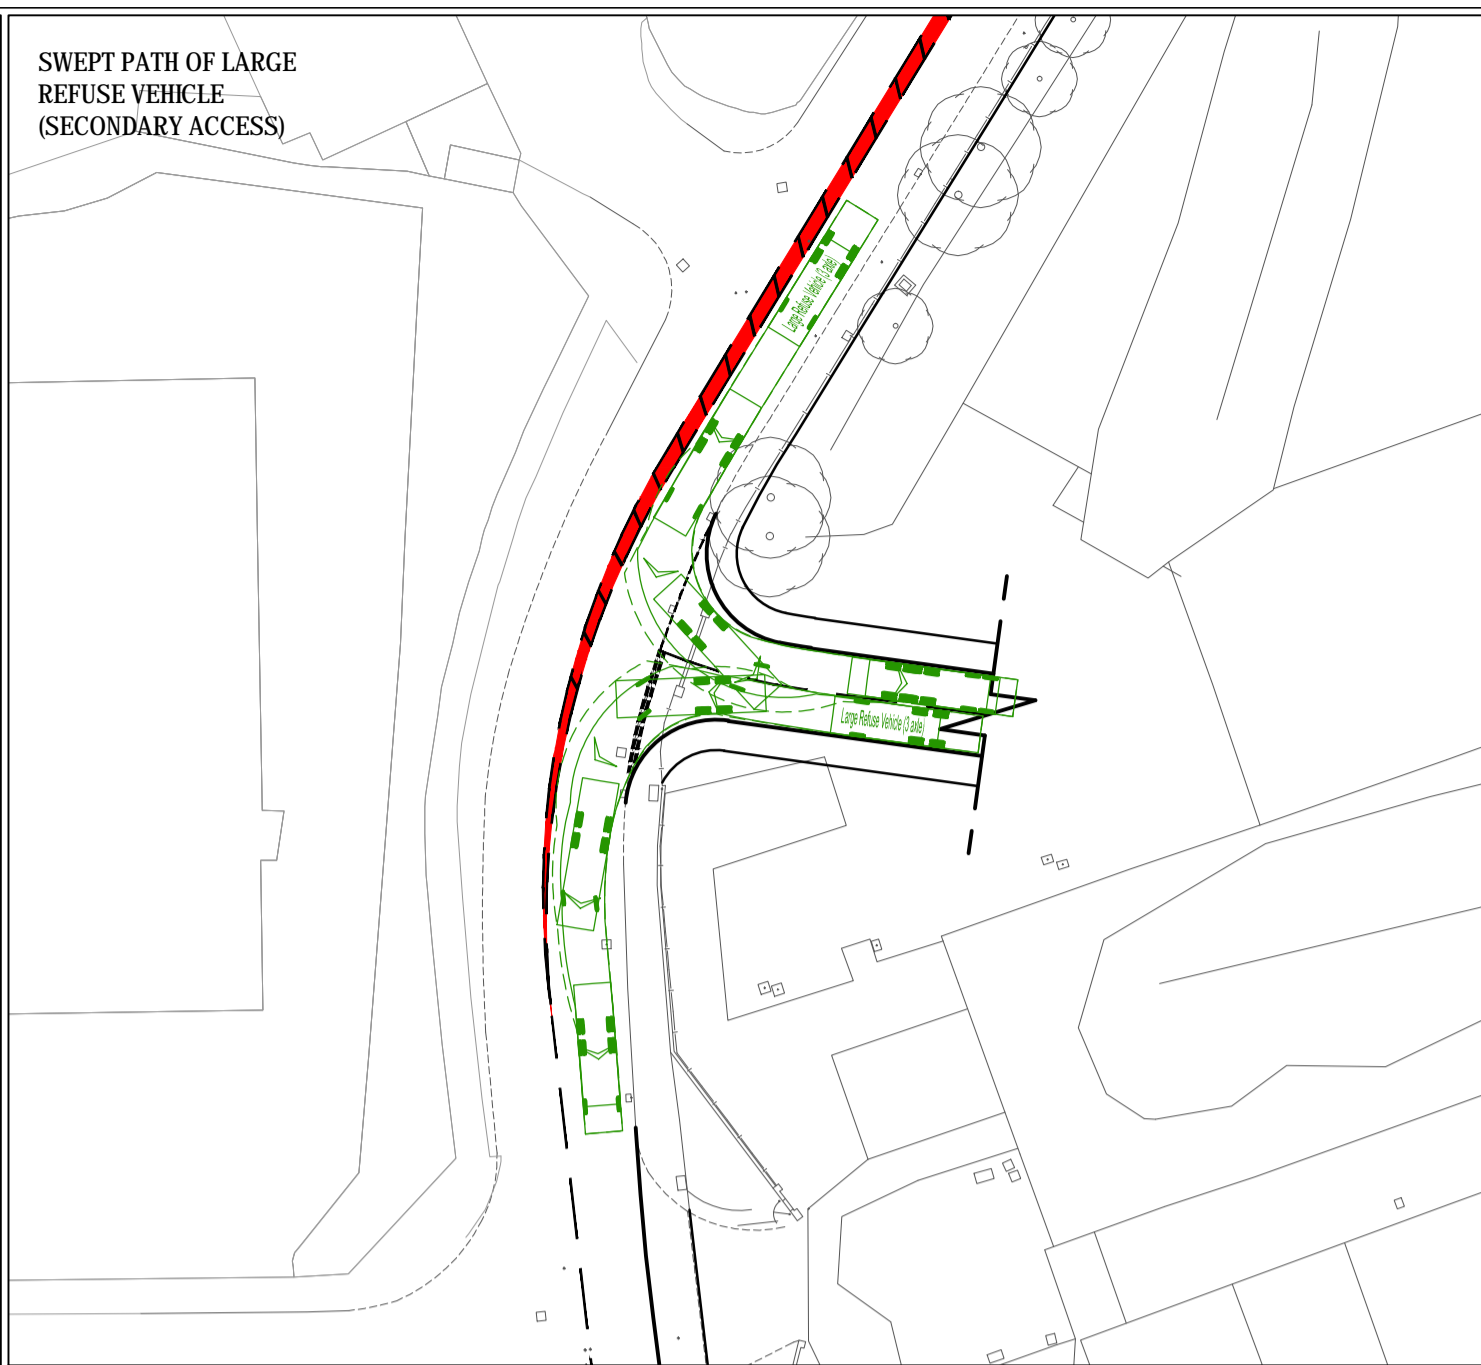 SWEPT PATH OF LARGE
REFUSE VEHICLE
(SECONDARY ACCESS)
Large Refuse Vehicle (3 axle)
Large Refuse Vehicle (3 axle)